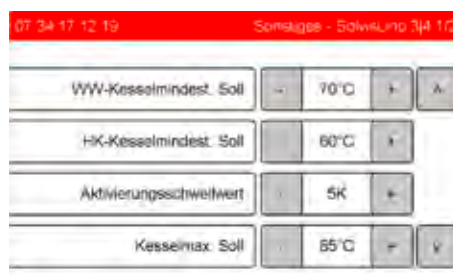 07 34 17 12 19 Sonstiges - SolvisLino 3|4 1/2
WW-Kesselmindest. Soll - 70°C + ^
HK-Kesselmindest. Soll - 60°C +
Aktivierungsschwellwert - 5K +
Kesselmax. Soll - 85°C + v